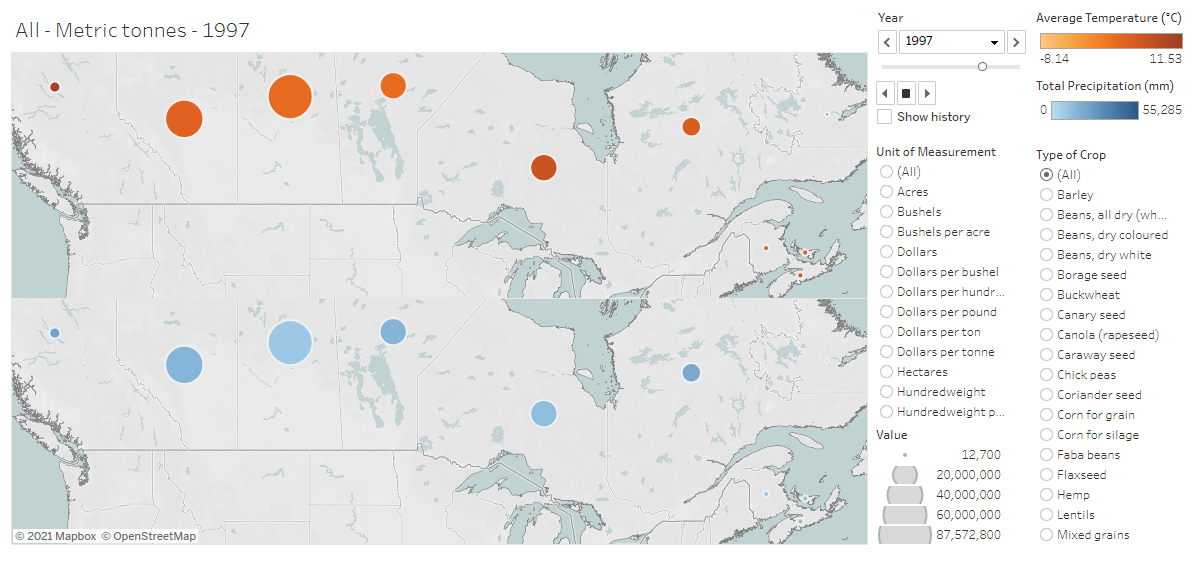 All - Metric tonnes - 1997
© 2021 Mapbox © OpenStreetMap
Year
1997
Show history
Unit of Measurement
(All)
Acres
Bushels
Bushels per acre
Dollars
Dollars per bushel
Dollars per hundr...
Dollars per pound
Dollars per ton
Dollars per tonne
Hectares
Hundredweight
Hundredweight p...
Value
12,700
20,000,000
40,000,000
60,000,000
87,572,800
Average Temperature (°C)
-8.14 11.53
Total Precipitation (mm)
0 55,285
Type of Crop
(All)
Barley
Beans, all dry (wh...
Beans, dry coloured
Beans, dry white
Borage seed
Buckwheat
Canary seed
Canola (rapeseed)
Caraway seed
Chick peas
Coriander seed
Corn for grain
Corn for silage
Faba beans
Flaxseed
Hemp
Lentils
Mixed grains